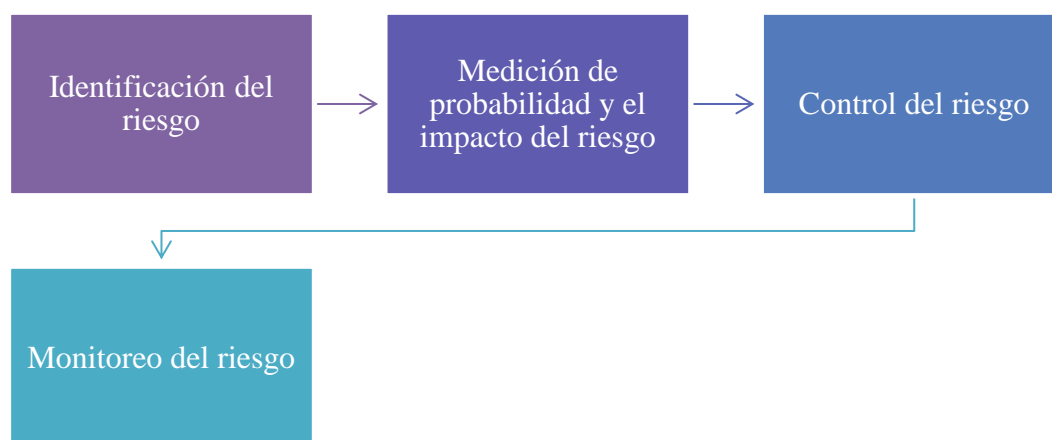 Identificación del
riesgo
Medición de
probabilidad y el
impacto del riesgo
Control del riesgo
Monitoreo del riesgo